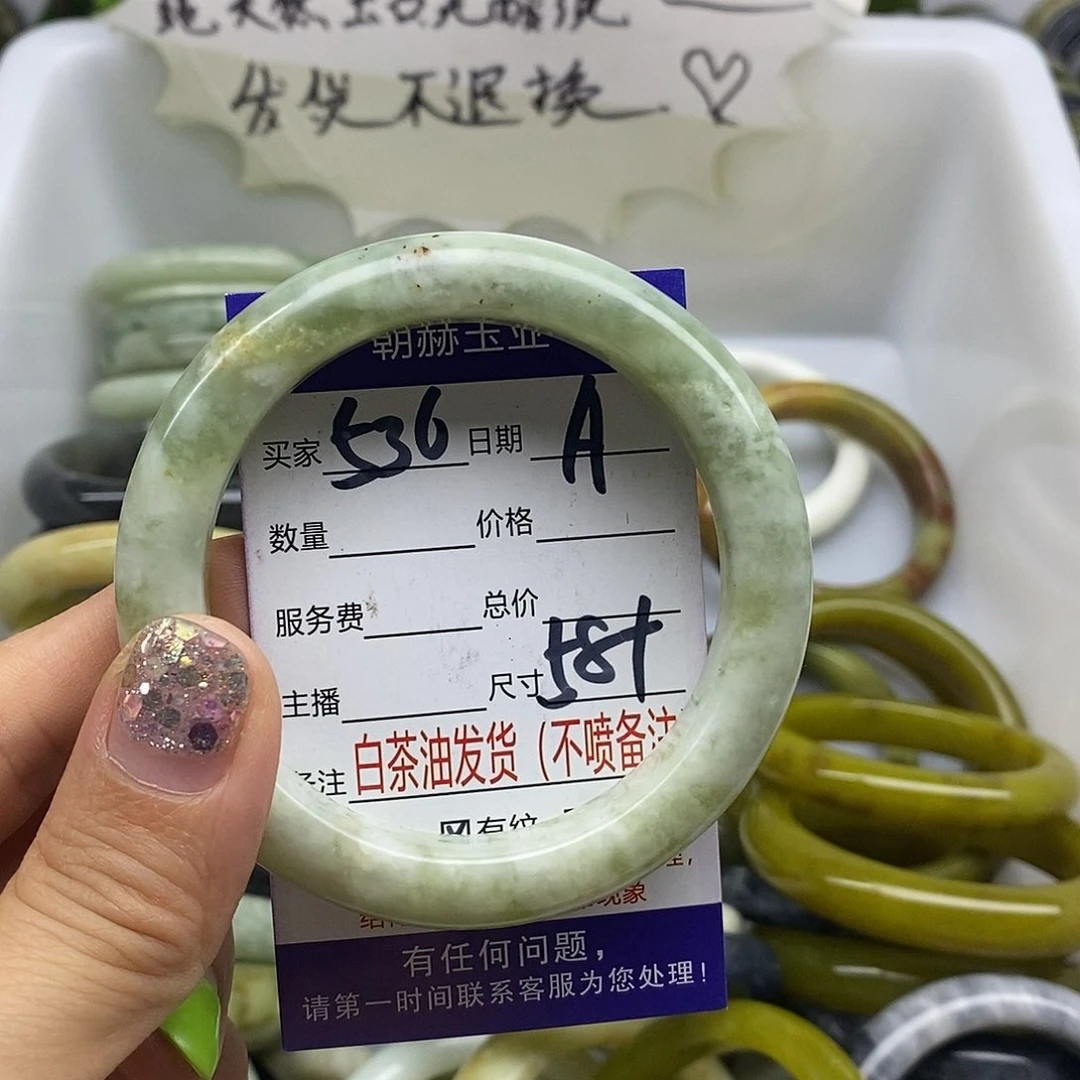 发货不退换
朝赫玉业
买家 536 日期 A
数量 价格
服务费 总价
主播 尺寸 58+
注 白茶油发货（不喷备注
☑有纹
现象
有任何问题，
请第一时间联系客服为您处理！